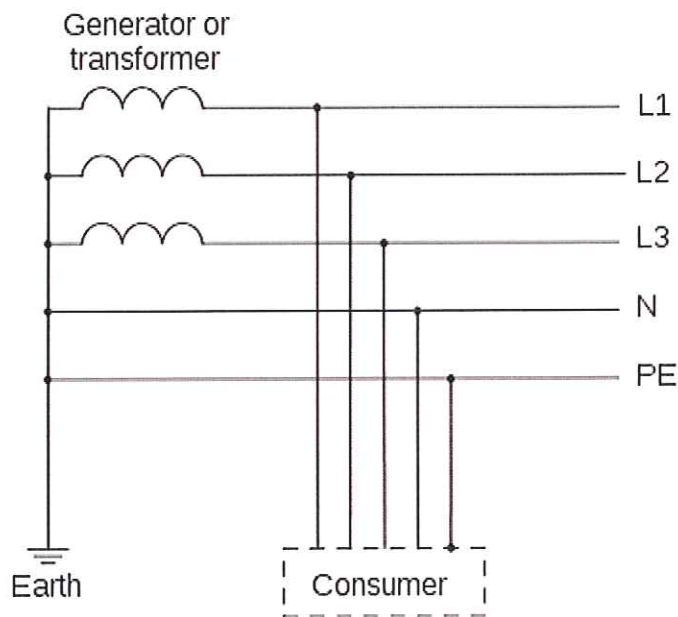 Generator or
transformer
L1
L2
L3
N
PE
Earth
Consumer